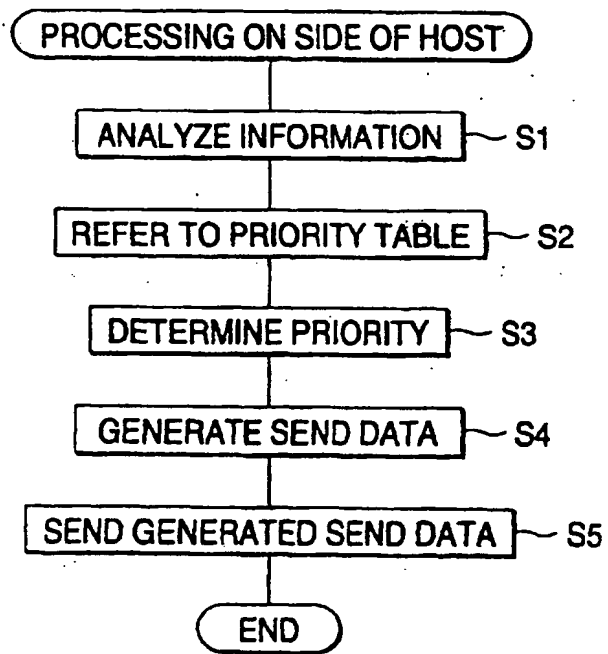 PROCESSING ON SIDE OF HOST
ANALYZE INFORMATION S1
REFER TO PRIORITY TABLE S2
DETERMINE PRIORITY S3
GENERATE SEND DATA S4
SEND GENERATED SEND DATA S5
END